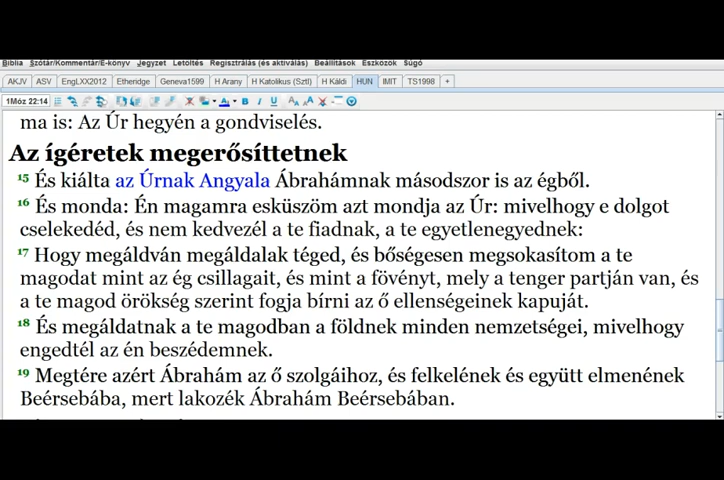 Biblia Szótár/Kommentár/E-könyv Jegyzet Letöltés Regisztrálás (és aktiválás) Beállítások Eszközök Súgó
AKJV ASV EngLXX2012 Etheridge Geneva1599 H Arany H Katolikus (SztI) H Káldi HUN IMIT TS1998 +
1Móz 22:14
ma is: Az Úr hegyén a gondviselés.
Az ígéretek megerősíttetnek
15 És kiálta az Úrnak Angyala Ábrahámnak másodszor is az égből.
16 És monda: Én magamra esküszöm azt mondja az Úr: mivelhogy e dolgot
cselekedéd, és nem kedvezél a te fiadnak, a te egyetlenegyednek:
17 Hogy megáldván megáldalak téged, és bőségesen megsokasítom a te
magodat mint az ég csillagait, és mint a fövényt, mely a tenger partján van, és
a te magod örökség szerint fogja bírni az ő ellenségeinek kapuját.
18 És megáldatnak a te magodban a földnek minden nemzetségei, mivelhogy
engedtél az én beszédemnek.
19 Megtére azért Ábrahám az ő szolgáihoz, és felkelének és együtt elmenének
Beérsebába, mert lakozék Ábrahám Beérsebában.